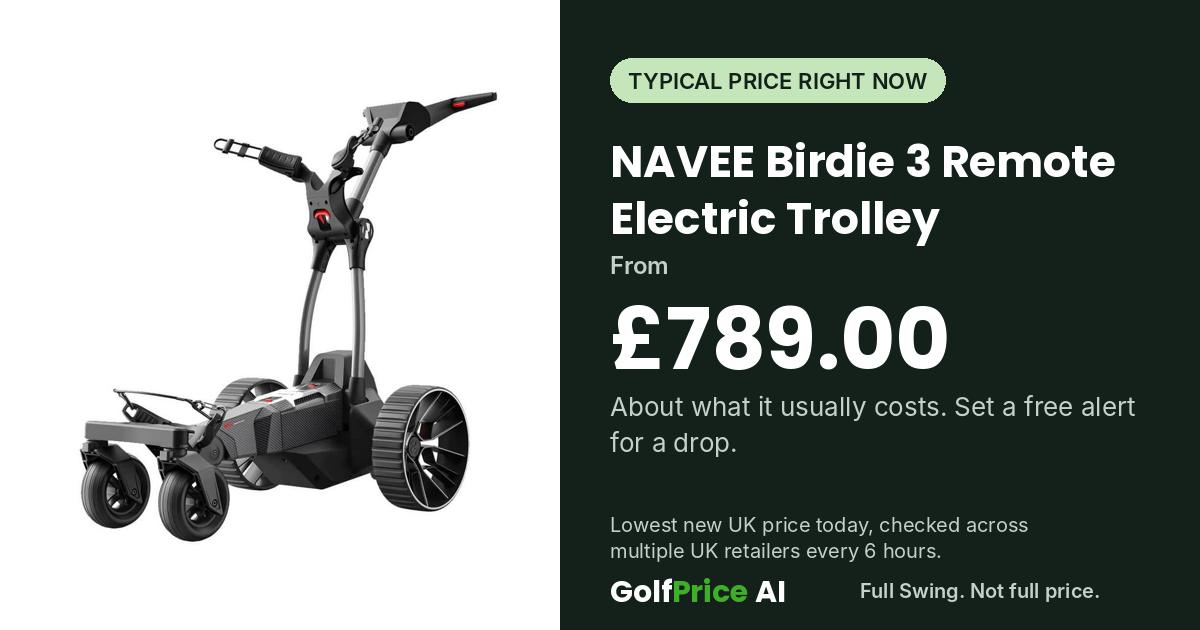 TYPICAL PRICE RIGHT NOW
NAVEE Birdie 3 Remote
Electric Trolley
From
£789.00
About what it usually costs. Set a free alert
for a drop.
Lowest new UK price today, checked across
multiple UK retailers every 6 hours.
GolfPrice AI
Full Swing. Not full price.